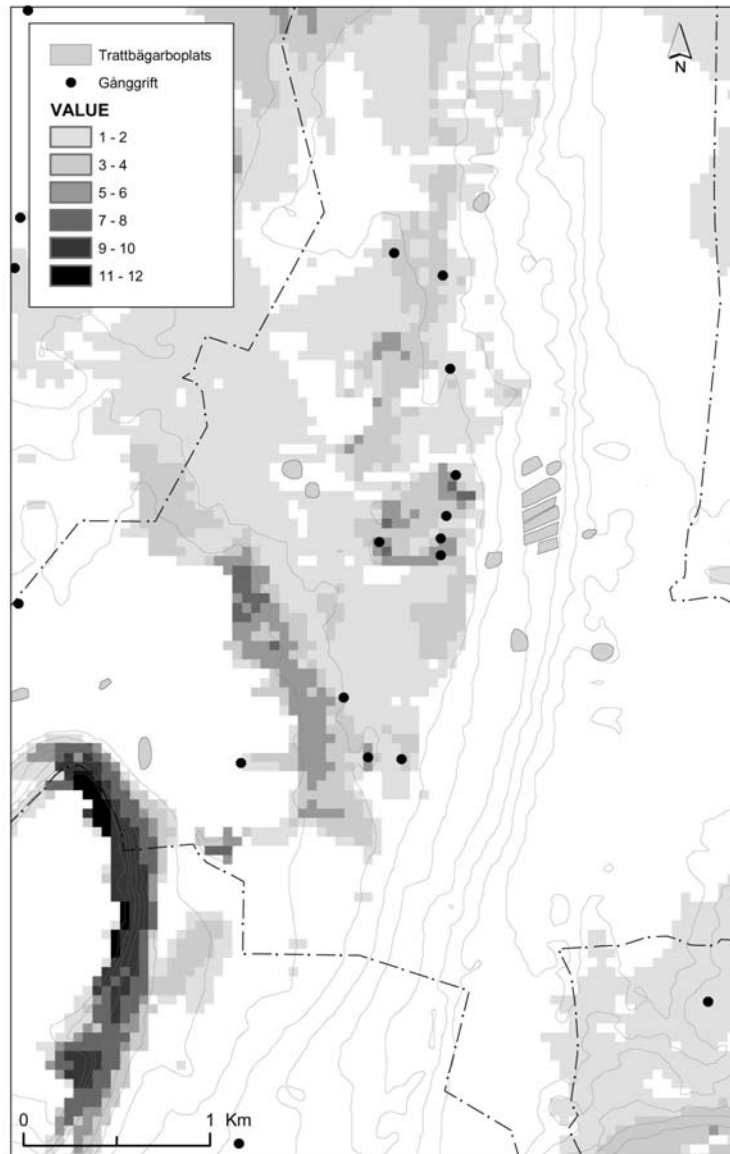 Trattbägarboplats
Gånggrift
VALUE
1 - 2
3 - 4
5 - 6
7 - 8
9 - 10
11 - 12
N
0 1 Km